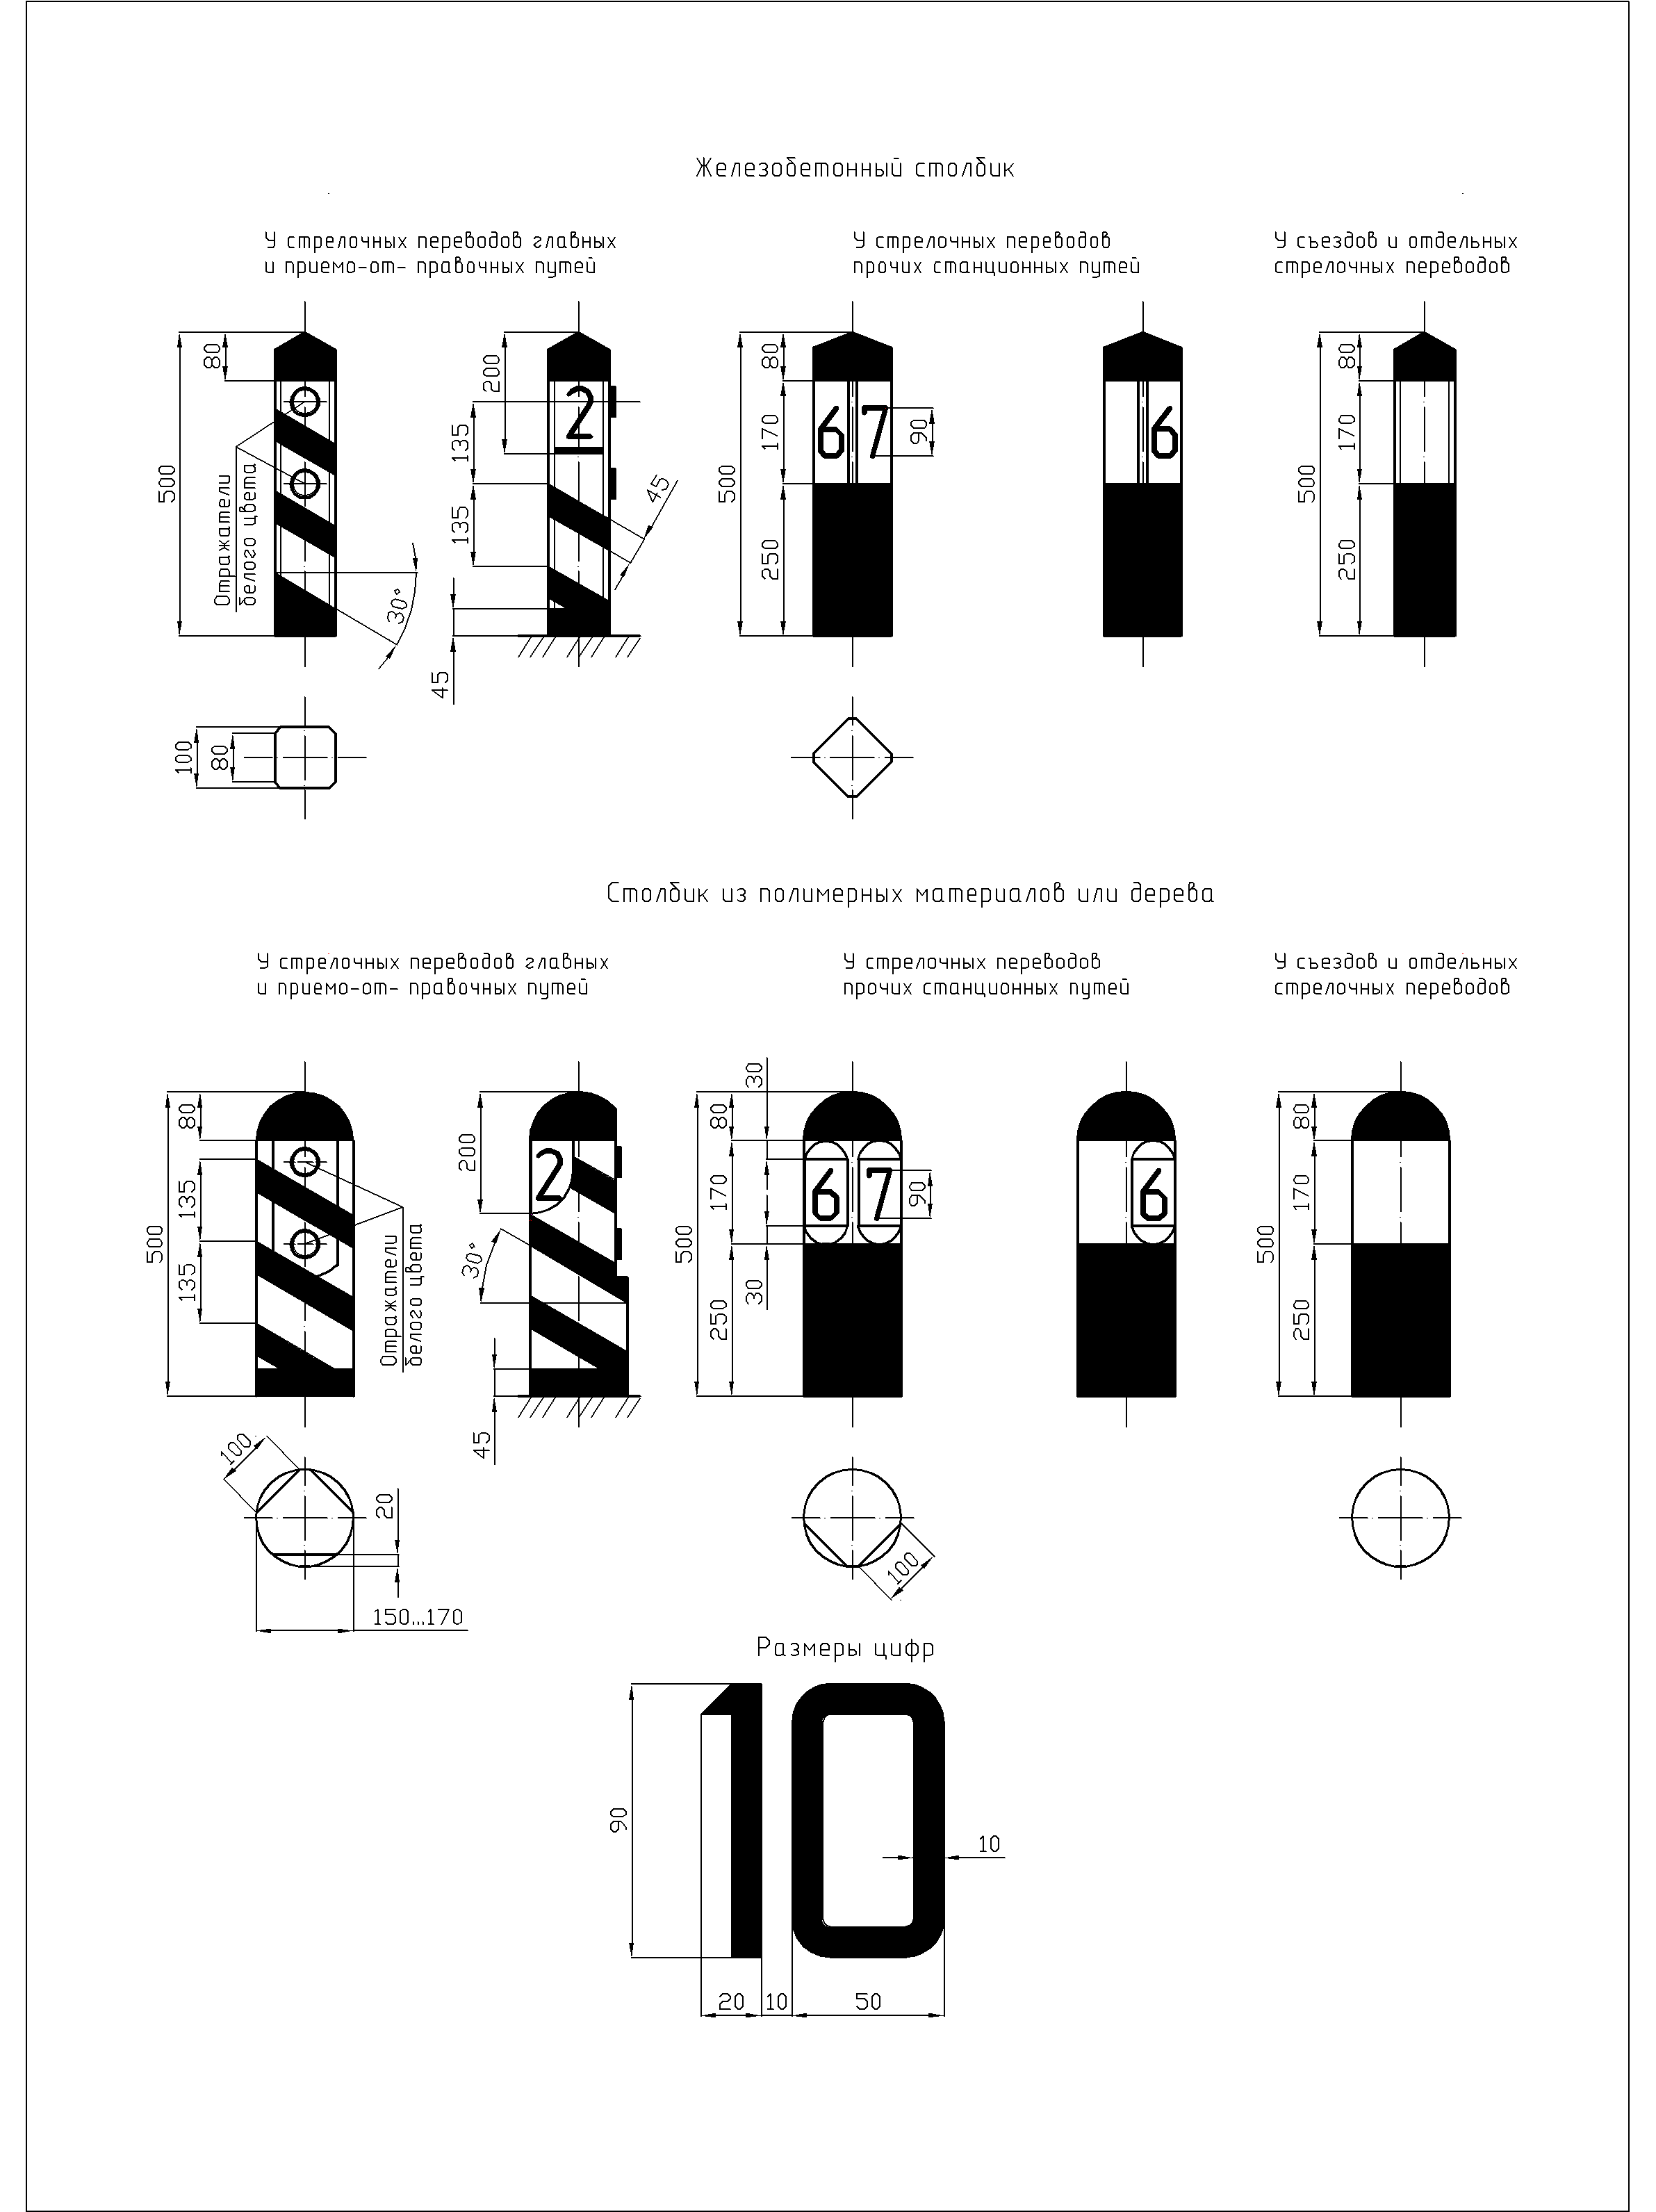 Железобетонный столбик
У стрелочных переводов главных
и приемо-от- правочных путей
У стрелочных переводов
прочих станционных путей
У съездов и отдельных
стрелочных переводов
500
80
Отражатели
белого цвета
30°
200
135
135
45
45
2
500
80
170
250
6 7
90
6
500
80
170
250
100
80
Столбик из полимерных материалов или дерева
У стрелочных переводов главных
и приемо-от- правочных путей
У стрелочных переводов
прочих станционных путей
У съездов и отдельных
стрелочных переводов
500
80
135
135
Отражатели
белого цвета
200
2
30°
45
500
80
170
250
30
30
6 7
90
6
500
80
170
250
100
20
150...170
100
Размеры цифр
90
10
10
20
10
50